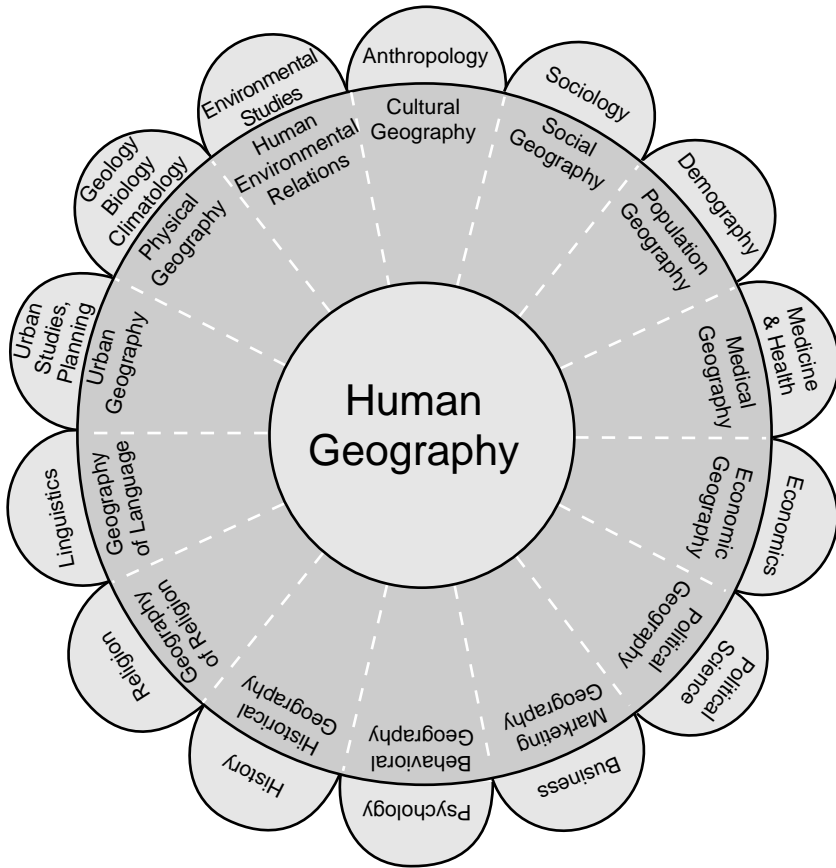 Anthropology
Cultural
Geography
Sociology
Social
Geography
Demography
Population
Geography
Medicine
& Health
Medical
Geography
Economics
Economic
Geography
Political
Science
Political
Geography
Business
Marketing
Geography
Psychology
Behavioral
Geography
History
Historical
Geography
Religion
Geography
of Religion
Linguistics
Geography
of Language
Urban
Studies,
Planning
Urban
Geography
Geology
Biology
Climatology
Physical
Geography
Environmental
Studies
Human
Environmental
Relations
Human
Geography